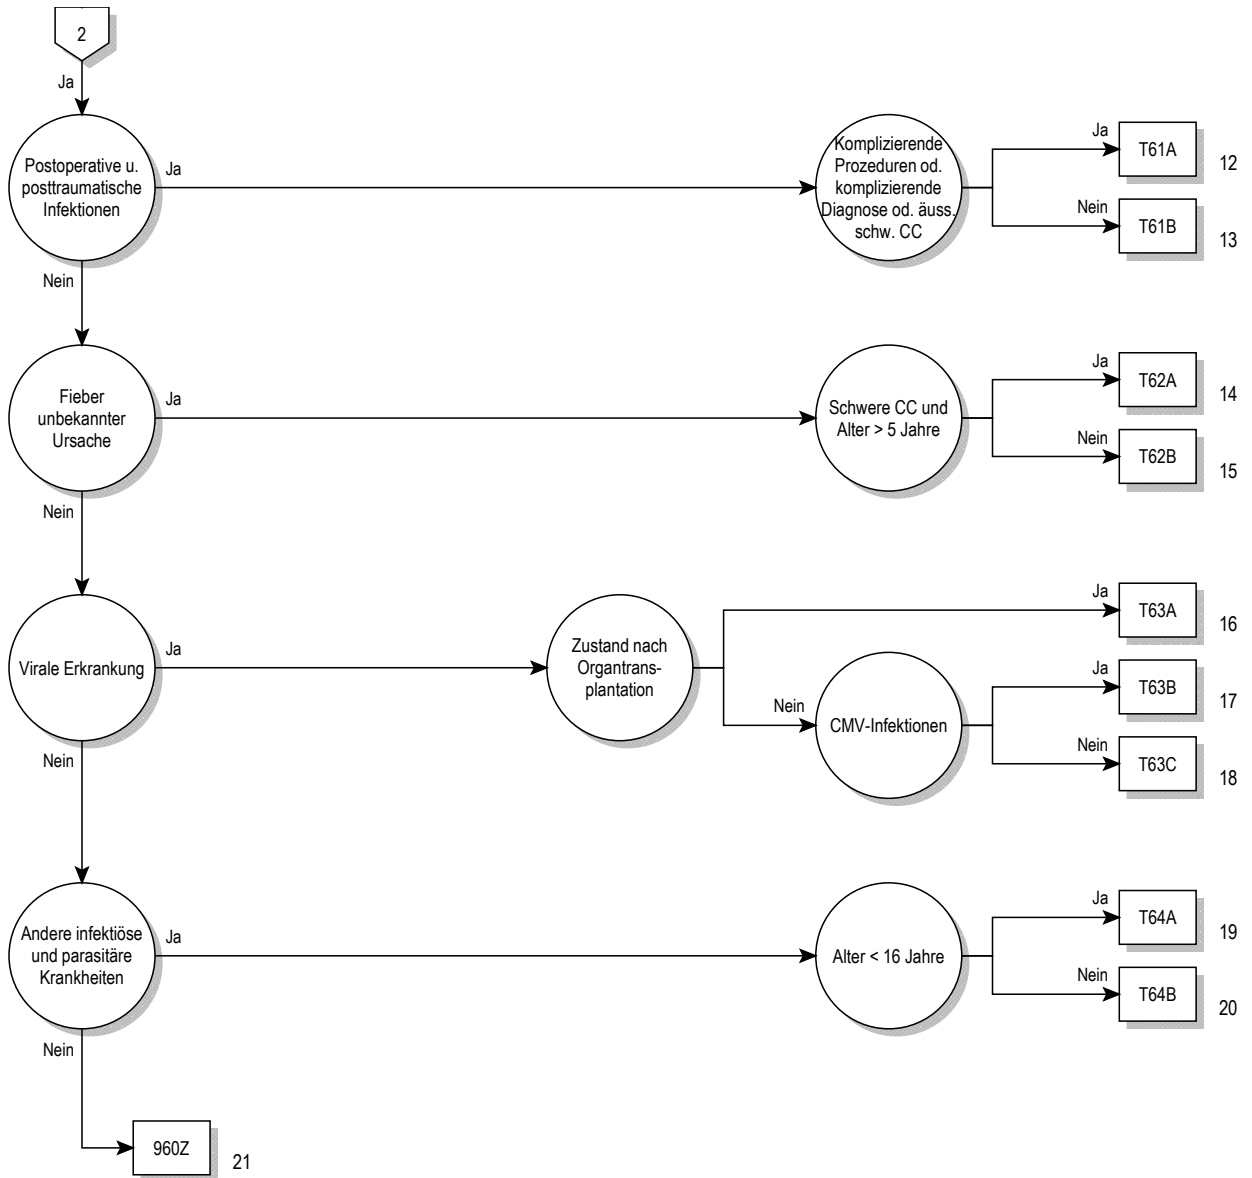 2
Ja
Postoperative u.
posttraumatische
Infektionen
Ja
Komplizierende
Prozeduren od.
komplizierende
Diagnose od. äuss.
schw. CC
Ja
T61A
12
Nein
T61B
13
Nein
Fieber
unbekannter
Ursache
Ja
Schwere CC und
Alter > 5 Jahre
Ja
T62A
14
Nein
T62B
15
Nein
Virale Erkrankung
Ja
Zustand nach
Organtrans-
plantation
Ja
T63A
16
Nein
CMV-Infektionen
Ja
T63B
17
Nein
T63C
18
Nein
Andere infektiöse
und parasitäre
Krankheiten
Ja
Alter < 16 Jahre
Ja
T64A
19
Nein
T64B
20
Nein
960Z
21